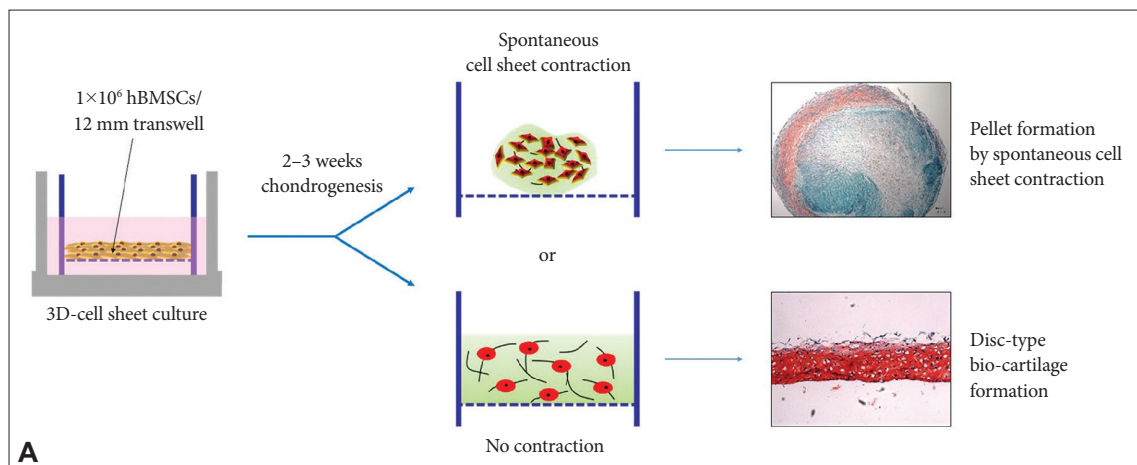 1×10⁶ hBMSCs/
12 mm transwell
3D-cell sheet culture
2–3 weeks
chondrogenesis
Spontaneous
cell sheet contraction
or
No contraction
Pellet formation
by spontaneous cell
sheet contraction
Disc-type
bio-cartilage
formation
A